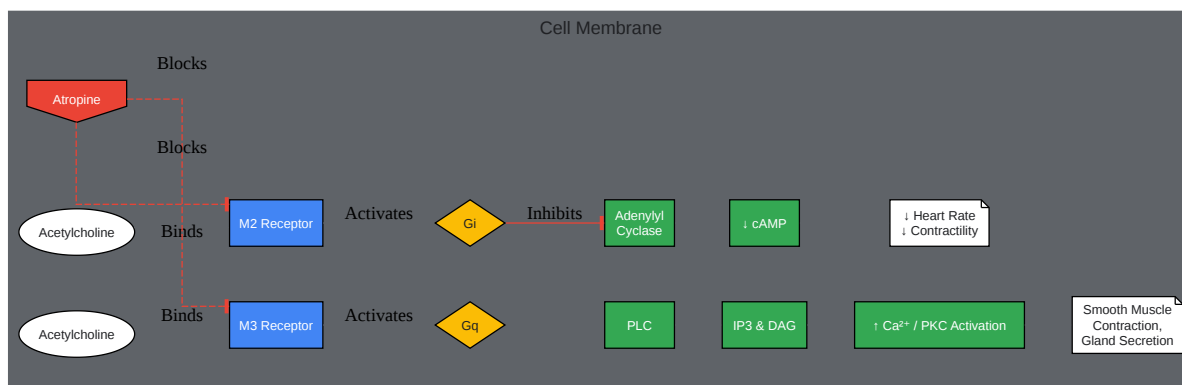 Cell Membrane
Blocks
Atropine
Blocks
Acetylcholine
Binds
M2 Receptor
Activates
Gi
Inhibits
Adenylyl
Cyclase
↓ cAMP
↓ Heart Rate
↓ Contractility
Acetylcholine
Binds
M3 Receptor
Activates
Gq
PLC
IP3 & DAG
↑ Ca²⁺ / PKC Activation
Smooth Muscle
Contraction,
Gland Secretion